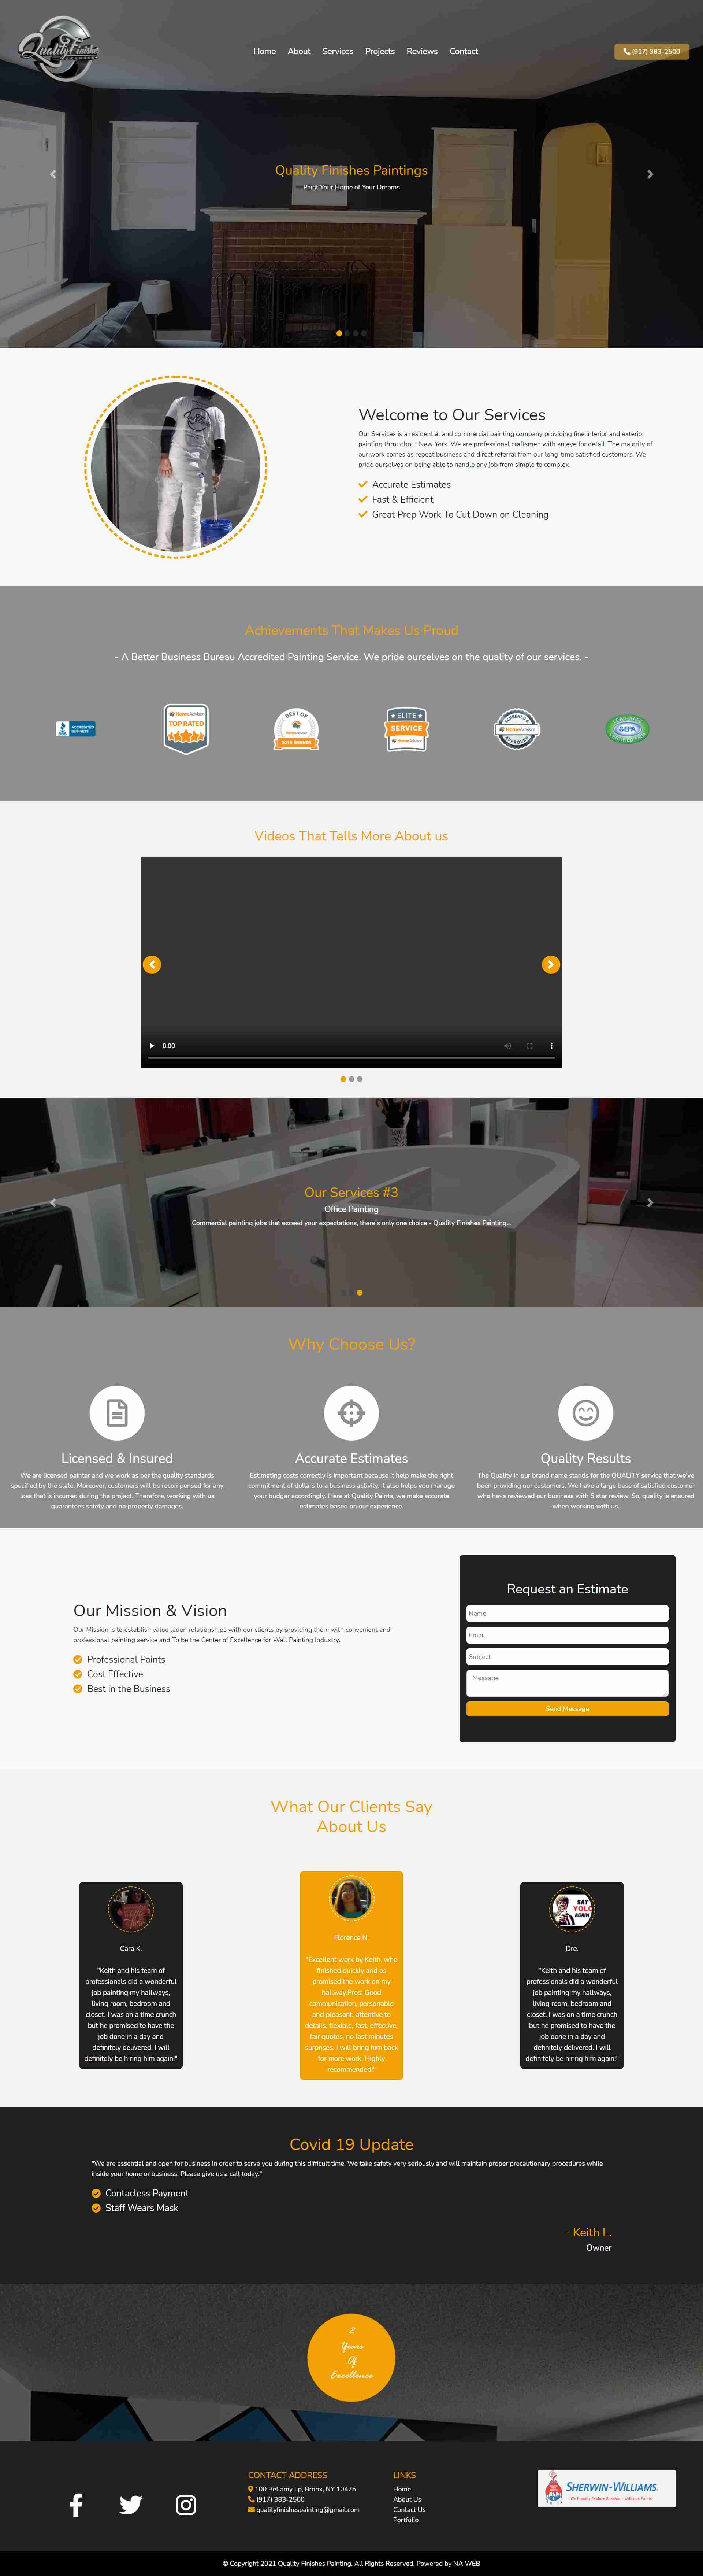 Quality Finishes
Home About Services Projects Reviews Contact
(917) 383-2500
Quality Finishes Paintings
Paint Your Home of Your Dreams
Welcome to Our Services
Our Services is a residential and commercial painting company providing fine interior and exterior
painting throughout New York. We are professional craftsmen with an eye for detail. The majority of
our work comes as repeat business and direct referral from our long-time satisfied customers. We
pride ourselves on being able to handle any job from simple to complex.
Accurate Estimates
Fast & Efficient
Great Prep Work To Cut Down on Cleaning
Achievements That Makes Us Proud
- A Better Business Bureau Accredited Painting Service. We pride ourselves on the quality of our services. -
BBB ACCREDITED
BUSINESS
HomeAdvisor
TOP RATED
BEST OF
HomeAdvisor
WINNER
ELITE
SERVICE
HomeAdvisor
SCREENED &
HomeAdvisor
APPROVED
EPA
Videos That Tells More About us
0:00
Our Services #3
Office Painting
Commercial painting jobs that exceed your expectations, there's only one choice - Quality Finishes Painting...
Why Choose Us?
Licensed & Insured
We are licensed painter and we work as per the quality standards
specified by the state. Moreover, customers will be recompensed for any
loss that is incurred during the project. Therefore, working with us
guarantees safety and no property damages.
Accurate Estimates
Estimating costs correctly is important because it help make the right
commitment of dollars to a business activity. It also helps you manage
your budget accordingly. Here at Quality Paints, we make accurate
estimates based on our experience.
Quality Results
The Quality in our brand name stands for the QUALITY service that we've
been providing our customers. We have a large base of satisfied customer
who have reviewed our business with 5 star review. So, quality is ensured
when working with us.
Our Mission & Vision
Our Mission is to establish value laden relationships with our clients by providing them with convenient and
professional painting service and To be the Center of Excellence for Wall Painting Industry.
Professional Paints
Cost Effective
Best in the Business
Request an Estimate
Name
Email
Subject
Message
Send Message
What Our Clients Say
About Us
Cara K.
"Keith and his team of
professionals did a wonderful
job painting my hallways,
living room, bedroom and
closet. I was on a time crunch
but he promised to have the
job done in a day and
definitely delivered. I will
definitely be hiring him again!"
Florence N.
"Excellent work by Keith, who
finished quickly and as
promised the work on my
hallway.Pros: Good
communication, personable
and pleasant, attentive to
details, flexible, fast, effective,
fair quotes, no last minutes
surprises. I will bring him back
for more work. Highly
recommended!"
SAY
YOLO
AGAIN
Dre.
"Keith and his team of
professionals did a wonderful
job painting my hallways,
living room, bedroom and
closet. I was on a time crunch
but he promised to have the
job done in a day and
definitely delivered. I will
definitely be hiring him again!"
Covid 19 Update
"We are essential and open for business in order to serve you during this difficult time. We take safety very seriously and will maintain proper precautionary procedures while
inside your home or business. Please give us a call today."
Contacless Payment
Staff Wears Mask
- Keith L.
Owner
2
Years
Of
Excellence
CONTACT ADDRESS
100 Bellamy Lp, Bronx, NY 10475
(917) 383-2500
qualityfinishespainting@gmail.com
LINKS
Home
About Us
Contact Us
Portfolio
SHERWIN-WILLIAMS.
© Copyright 2021 Quality Finishes Painting. All Rights Reserved. Powered by NA WEB